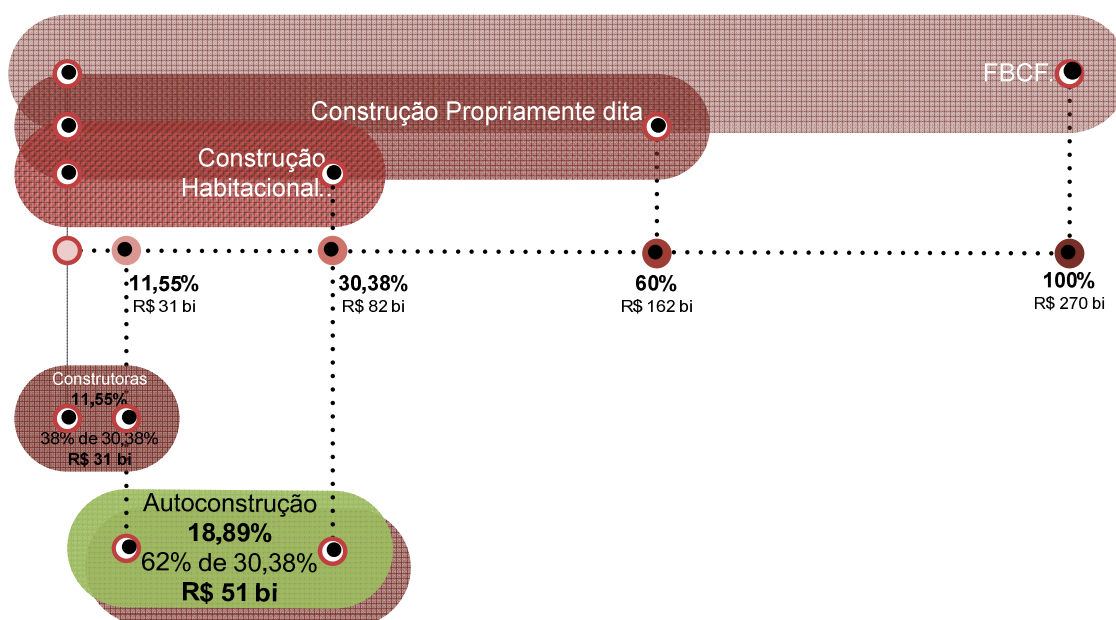 FBCF.
Construção Propriamente dita
Construção
Habitacional..
11,55%
R$ 31 bi
30,38%
R$ 82 bi
60%
R$ 162 bi
100%
R$ 270 bi
Construtoras
11,55%
38% de 30,38%
R$ 31 bi
Autoconstrução
18,89%
62% de 30,38%
R$ 51 bi